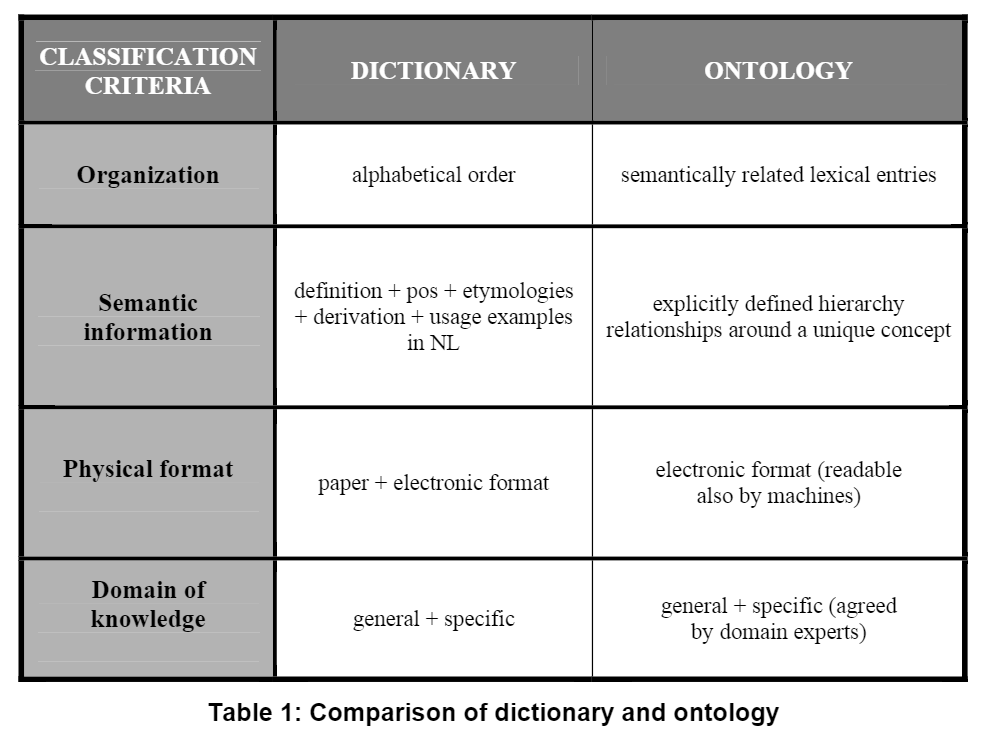 CLASSIFICATION
CRITERIA
DICTIONARY
ONTOLOGY
Organization
alphabetical order
semantically related lexical entries
Semantic
information
definition + pos + etymologies
+ derivation + usage examples
in NL
explicitly defined hierarchy
relationships around a unique concept
Physical format
paper + electronic format
electronic format (readable
also by machines)
Domain of
knowledge
general + specific
general + specific (agreed
by domain experts)
Table 1: Comparison of dictionary and ontology